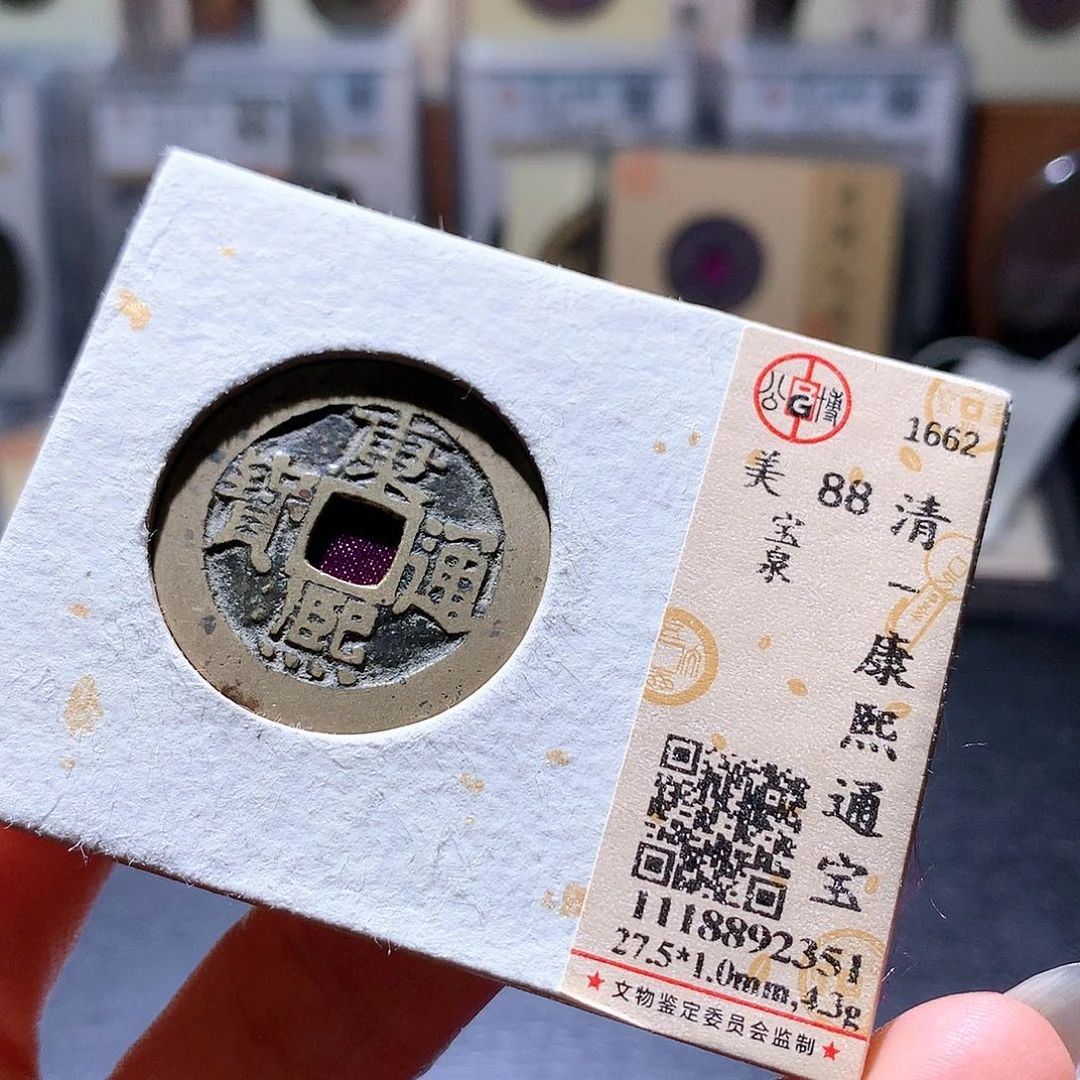 康熙通寳
公博
1662
清一康熙通宝
美 88
宝泉
1118892351
27.5*1.0mm,4.3g
★文物鉴定委员会监制★